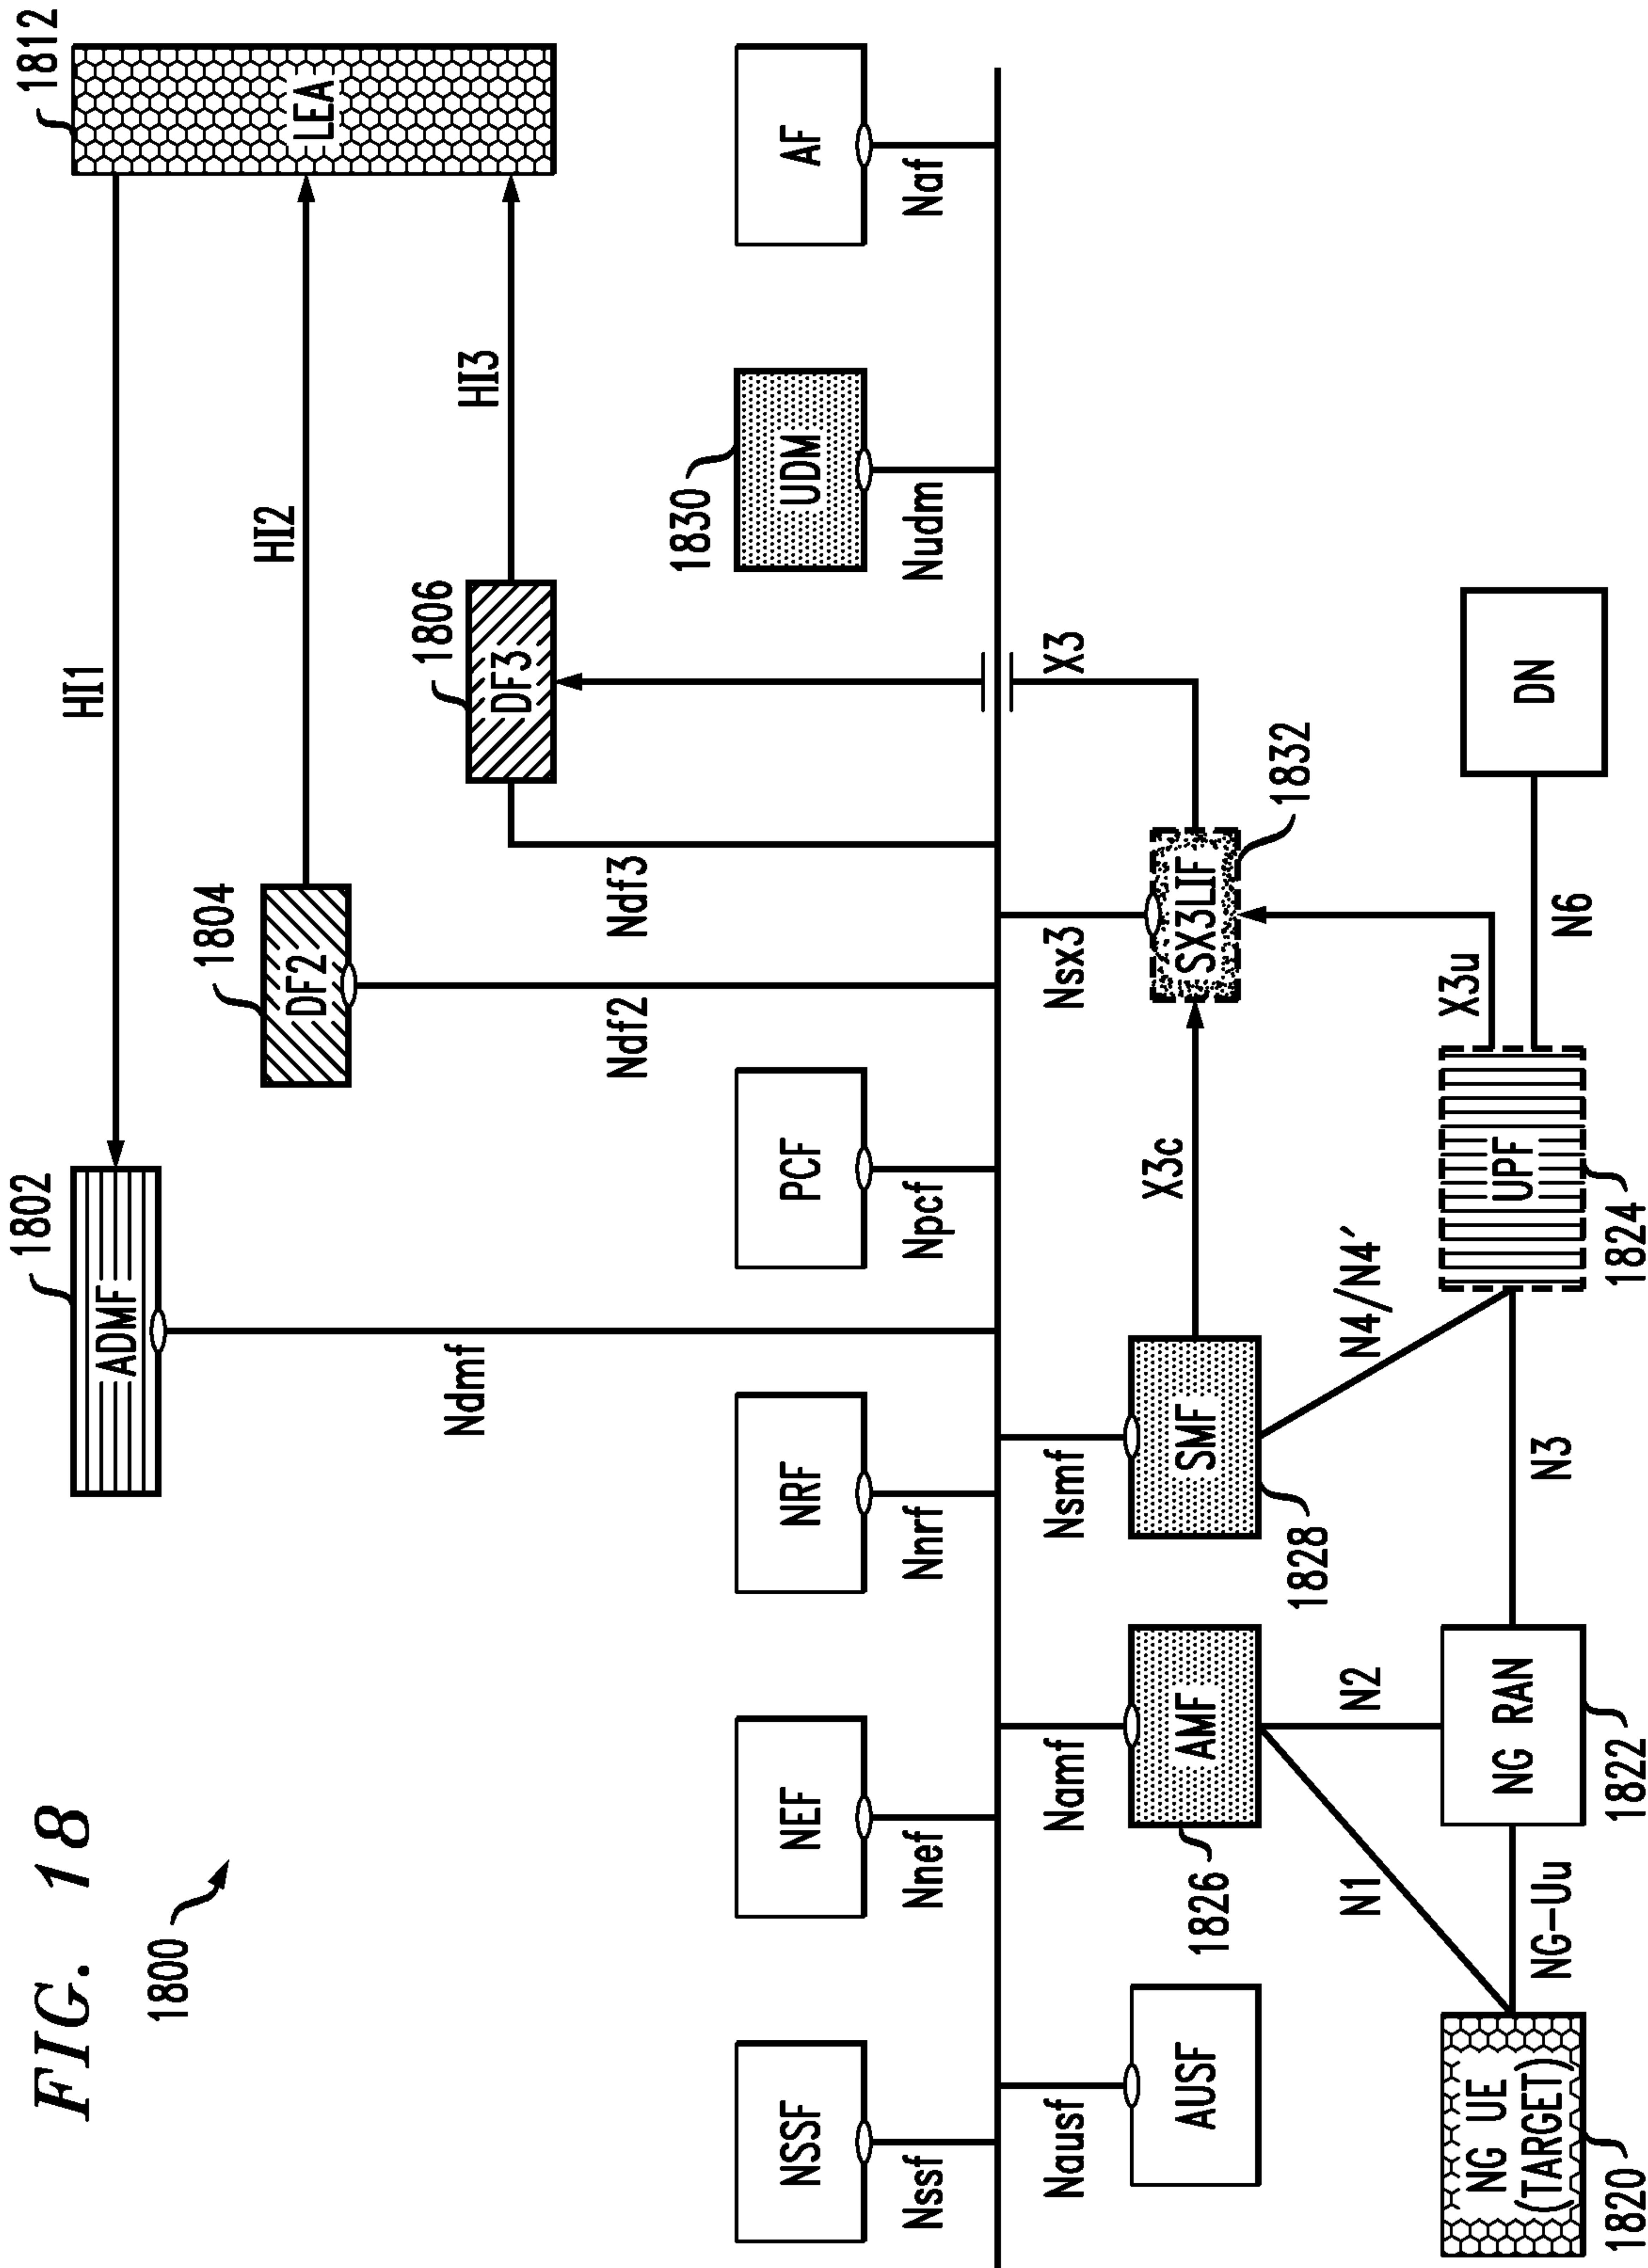 FIG. 18
1800
1802
ADMF
HI1
1812
LEA
1804
DF2
HI2
1806
DF3
HI3
Ndmf
Ndf2
Ndf3
NSSF
NEF
NRF
PCF
1830
UDM
AF
Nssf
Nnef
Nnrf
Npcf
Nudm
Naf
Nausf
Namf
Nsmf
Nsx3
X3
AUSF
1826
AMF
1828
SMF
X3c
SX3LIF
1832
N1
N2
N4/N4′
X3u
NG UE
(TARGET)
1820
NG-Uu
NG RAN
1822
N3
UPF
1824
N6
DN